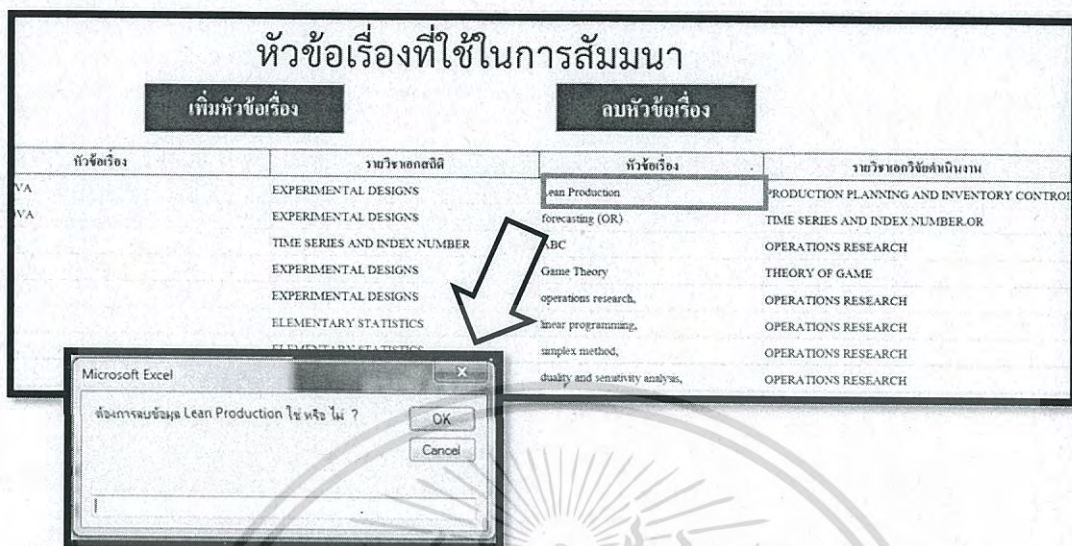 หัวข้อเรื่องที่ใช้ในการสัมมนา
เพิ่มหัวข้อเรื่อง ลบหัวข้อเรื่อง
หัวข้อเรื่อง รายวิชาเอกสถิติ หัวข้อเรื่อง รายวิชาเอกวิจัยดำเนินงาน
VA EXPERIMENTAL DESIGNS Lean Production PRODUCTION PLANNING AND INVENTORY CONTROL
OVA EXPERIMENTAL DESIGNS forecasting (OR) TIME SERIES AND INDEX NUMBER,OR
TIME SERIES AND INDEX NUMBER ABC OPERATIONS RESEARCH
EXPERIMENTAL DESIGNS Game Theory THEORY OF GAME
EXPERIMENTAL DESIGNS operations research, OPERATIONS RESEARCH
ELEMENTARY STATISTICS linear programming, OPERATIONS RESEARCH
ELEMENTARY STATISTICS simplex method, OPERATIONS RESEARCH
duality and sensitivity analysis, OPERATIONS RESEARCH
Microsoft Excel
ต้องการลบข้อมูล Lean Production ใช่ หรือ ไม่ ?
OK
Cancel